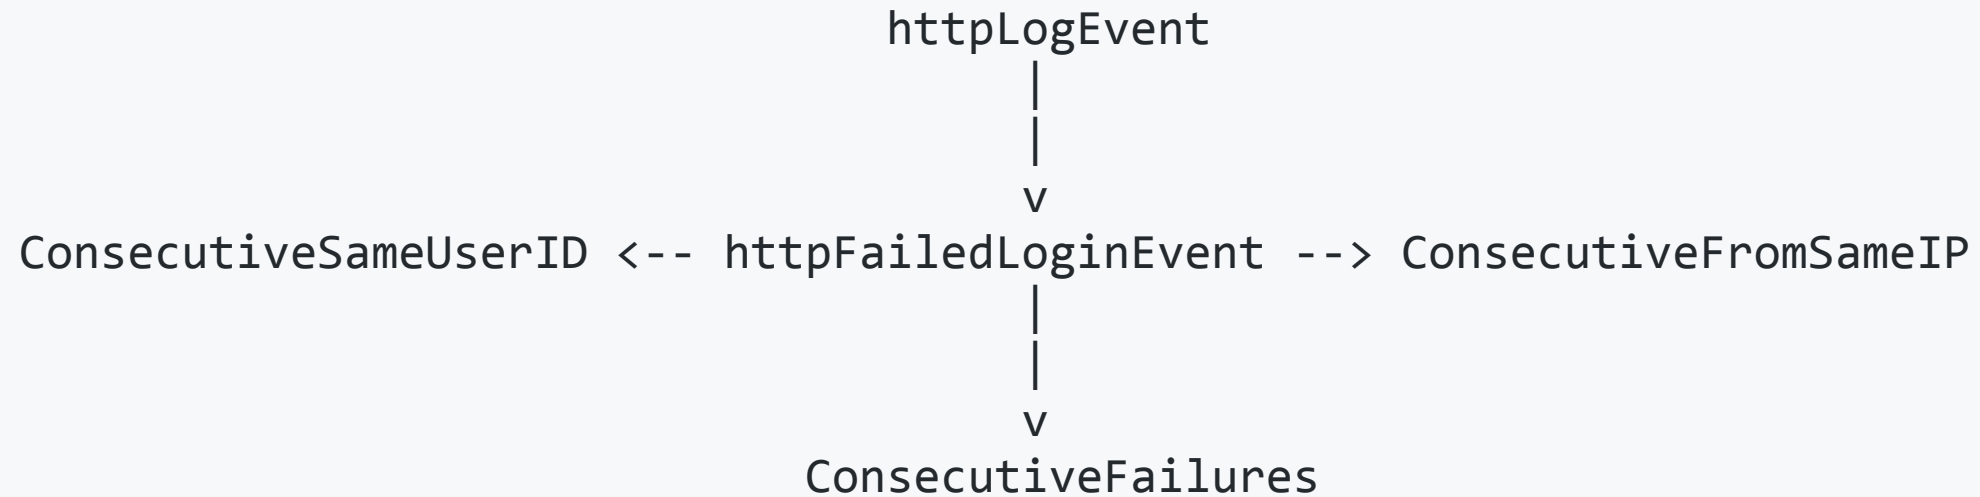 httpLogEvent
|
|
v
ConsecutiveSameUserID <-- httpFailedLoginEvent --> ConsecutiveFromSameIP
|
|
v
ConsecutiveFailures